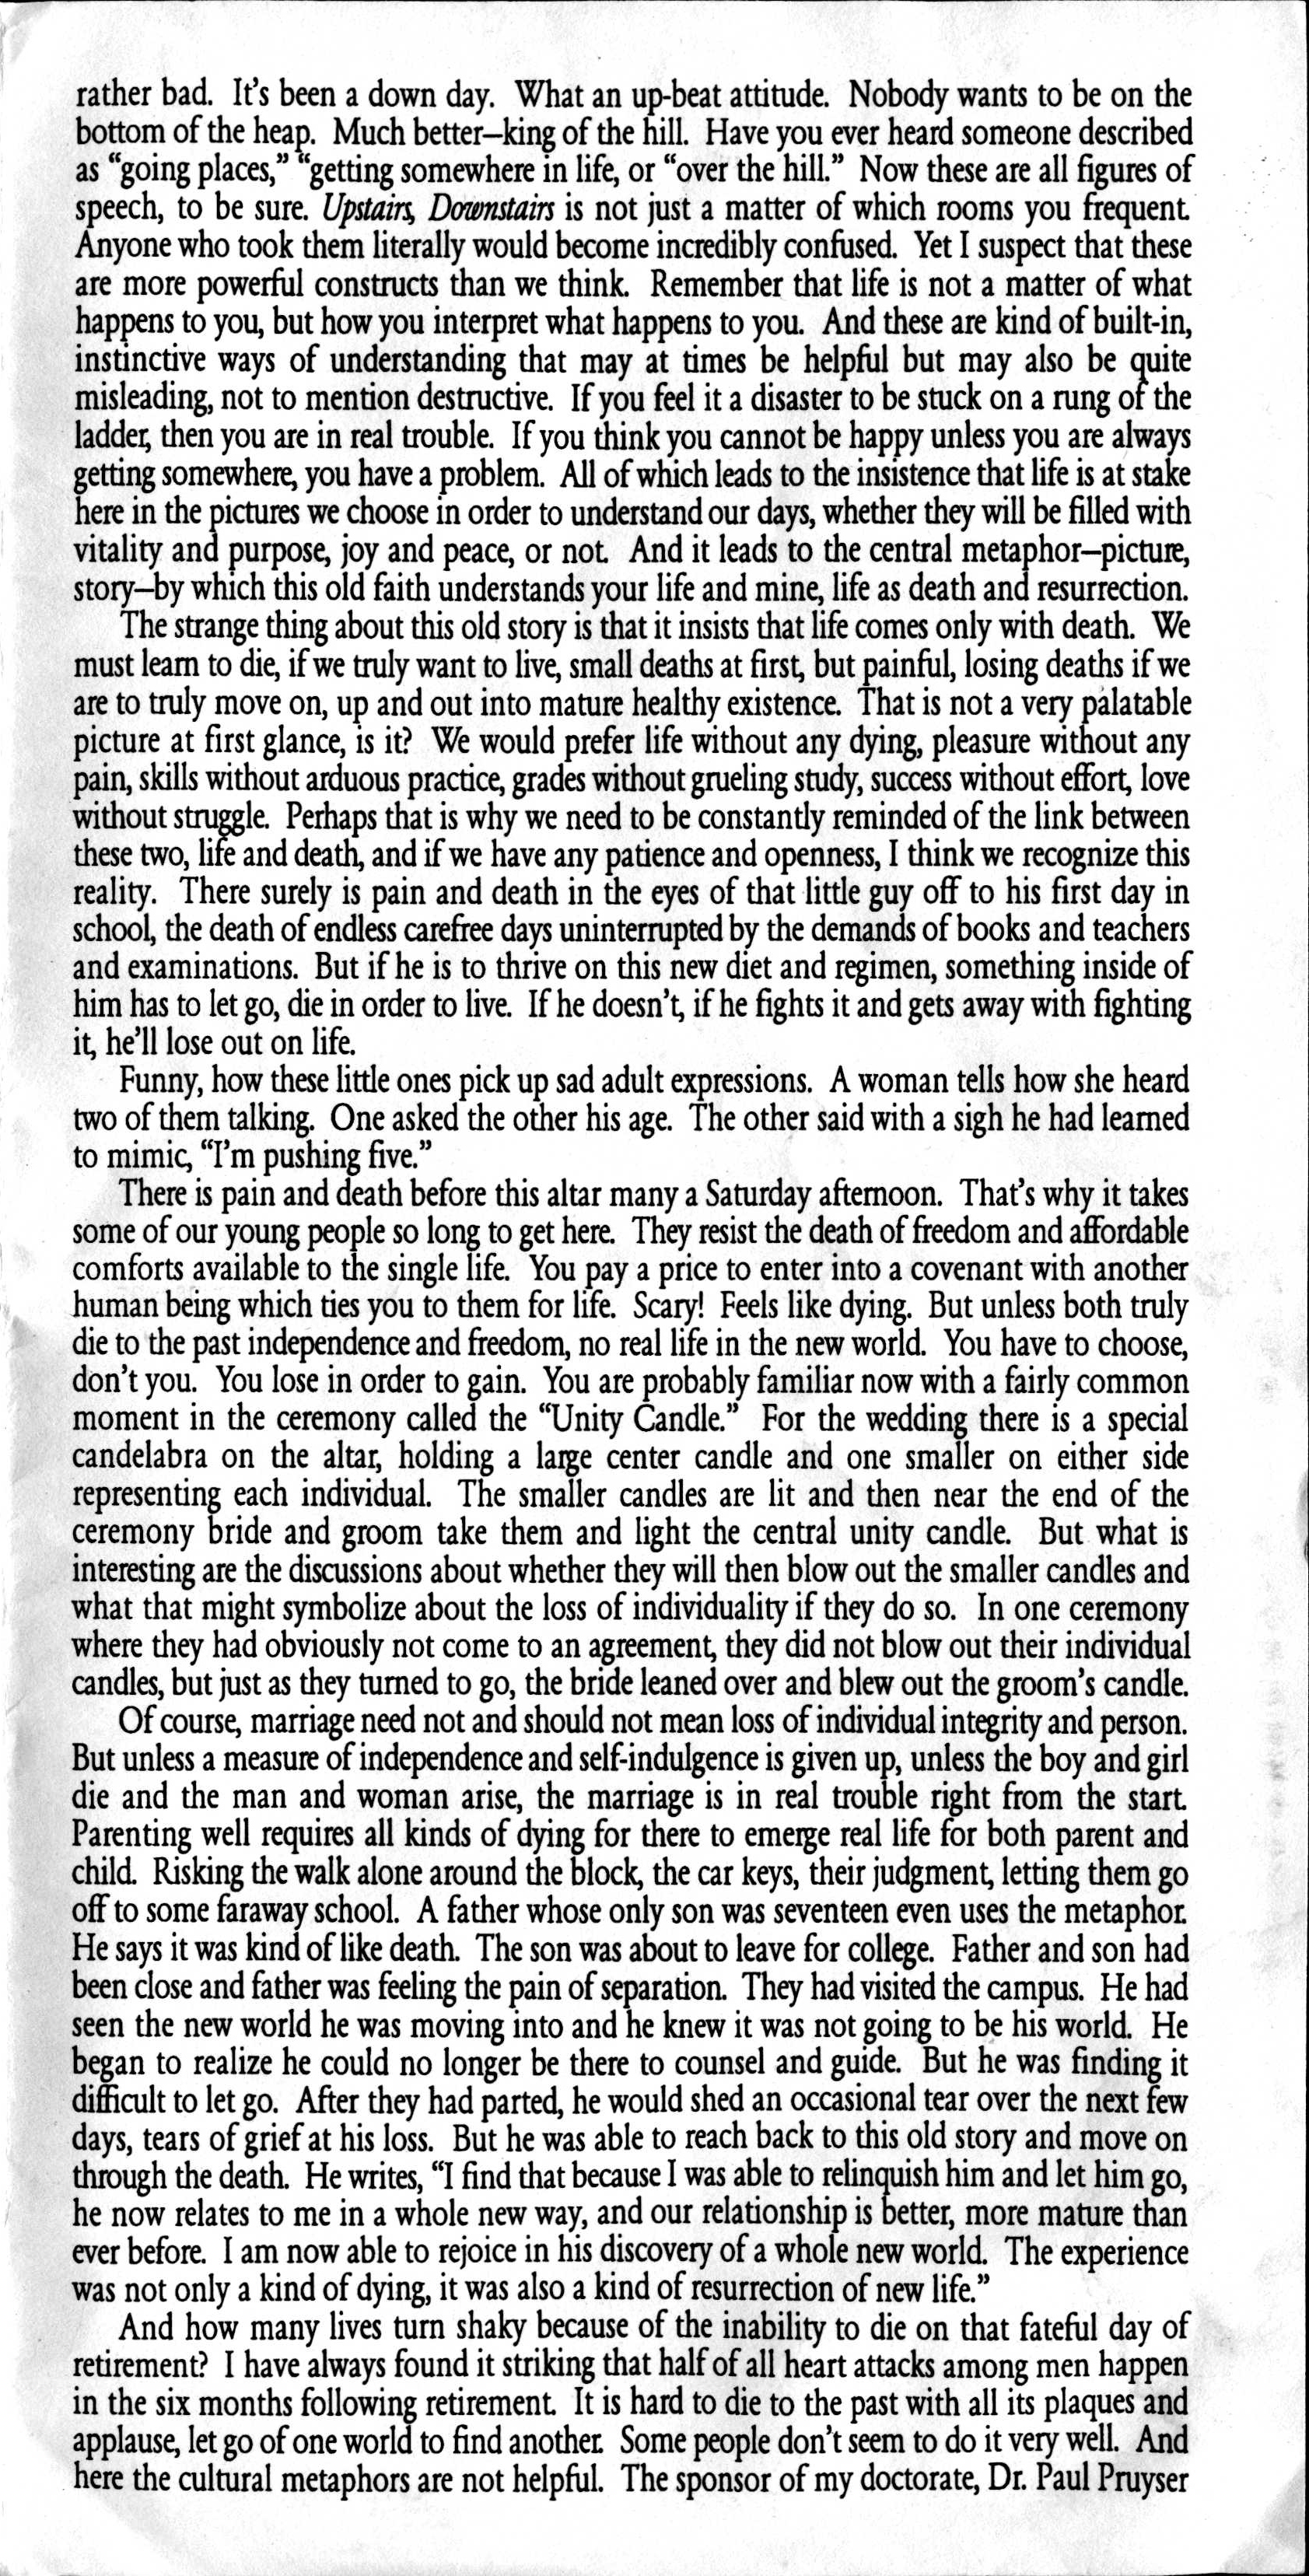 rather bad. It's been a down day. What an up-beat attitude. Nobody wants to be on the
bottom of the heap. Much better—king of the hill. Have you ever heard someone described
as “going places,” “getting somewhere in life, or “over the hill.” Now these are all figures of
speech, to be sure. Upstairs, Downstairs is not just a matter of which rooms you frequent.
Anyone who took them literally would become incredibly confused. Yet I suspect that these
are more powerful constructs than we think. Remember that life is not a matter of what
happens to you, but how you interpret what happens to you. And these are kind of built-in,
instinctive ways of understanding that may at times be helpful but may also be quite
misleading, not to mention destructive. If you feel it a disaster to be stuck on a rung of the
ladder, then you are in real trouble. If you think you cannot be happy unless you are always
getting somewhere, you have a problem. All of which leads to the insistence that life is at stake
here in the pictures we choose in order to understand our days, whether they will be filled with
vitality and purpose, joy and peace, or not. And it leads to the central metaphor—picture,
story—by which this old faith understands your life and mine, life as death and resurrection.
The strange thing about this old story is that it insists that life comes only with death. We
must learn to die, if we truly want to live, small deaths at first, but painful, losing deaths if we
are to truly move on, up and out into mature healthy existence. That is not a very palatable
picture at first glance, is it? We would prefer life without any dying, pleasure without any
pain, skills without arduous practice, grades without grueling study, success without effort, love
without struggle. Perhaps that is why we need to be constantly reminded of the link between
these two, life and death, and if we have any patience and openness, I think we recognize this
reality. There surely is pain and death in the eyes of that little guy off to his first day in
school, the death of endless carefree days uninterrupted by the demands of books and teachers
and examinations. But if he is to thrive on this new diet and regimen, something inside of
him has to let go, die in order to live. If he doesn't, if he fights it and gets away with fighting
it, he'll lose out on life.
Funny, how these little ones pick up sad adult expressions. A woman tells how she heard
two of them talking. One asked the other his age. The other said with a sigh he had learned
to mimic, “I'm pushing five.”
There is pain and death before this altar many a Saturday afternoon. That's why it takes
some of our young people so long to get here. They resist the death of freedom and affordable
comforts available to the single life. You pay a price to enter into a covenant with another
human being which ties you to them for life. Scary! Feels like dying. But unless both truly
die to the past independence and freedom, no real life in the new world. You have to choose,
don't you. You lose in order to gain. You are probably familiar now with a fairly common
moment in the ceremony called the “Unity Candle.” For the wedding there is a special
candelabra on the altar, holding a large center candle and one smaller on either side
representing each individual. The smaller candles are lit and then near the end of the
ceremony bride and groom take them and light the central unity candle. But what is
interesting are the discussions about whether they will then blow out the smaller candles and
what that might symbolize about the loss of individuality if they do so. In one ceremony
where they had obviously not come to an agreement, they did not blow out their individual
candles, but just as they turned to go, the bride leaned over and blew out the groom's candle.
Of course, marriage need not and should not mean loss of individual integrity and person.
But unless a measure of independence and self-indulgence is given up, unless the boy and girl
die and the man and woman arise, the marriage is in real trouble right from the start.
Parenting well requires all kinds of dying for there to emerge real life for both parent and
child. Risking the walk alone around the block, the car keys, their judgment, letting them go
off to some faraway school. A father whose only son was seventeen even uses the metaphor.
He says it was kind of like death. The son was about to leave for college. Father and son had
been close and father was feeling the pain of separation. They had visited the campus. He had
seen the new world he was moving into and he knew it was not going to be his world. He
began to realize he could no longer be there to counsel and guide. But he was finding it
difficult to let go. After they had parted, he would shed an occasional tear over the next few
days, tears of grief at his loss. But he was able to reach back to this old story and move on
through the death. He writes, “I find that because I was able to relinquish him and let him go,
he now relates to me in a whole new way, and our relationship is better, more mature than
ever before. I am now able to rejoice in his discovery of a whole new world. The experience
was not only a kind of dying, it was also a kind of resurrection of new life.”
And how many lives turn shaky because of the inability to die on that fateful day of
retirement? I have always found it striking that half of all heart attacks among men happen
in the six months following retirement. It is hard to die to the past with all its plaques and
applause, let go of one world to find another. Some people don't seem to do it very well. And
here the cultural metaphors are not helpful. The sponsor of my doctorate, Dr. Paul Pruyser